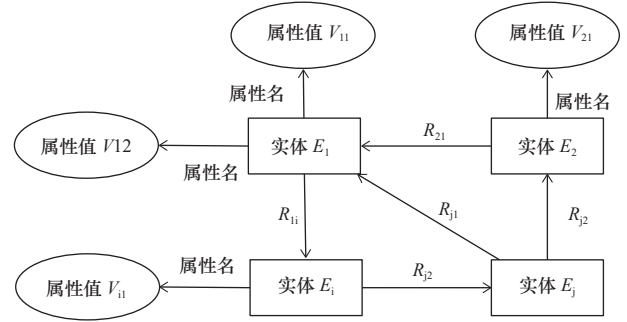 属性值 V₁₁
属性值 V₂₁
属性名
属性名
属性值 V12
实体 E₁
R₂₁
实体 E₂
属性名
R₁ᵢ
Rⱼ₁
Rⱼ₂
属性名
属性值 Vᵢ₁
实体 Eᵢ
Rⱼ₂
实体 Eⱼ